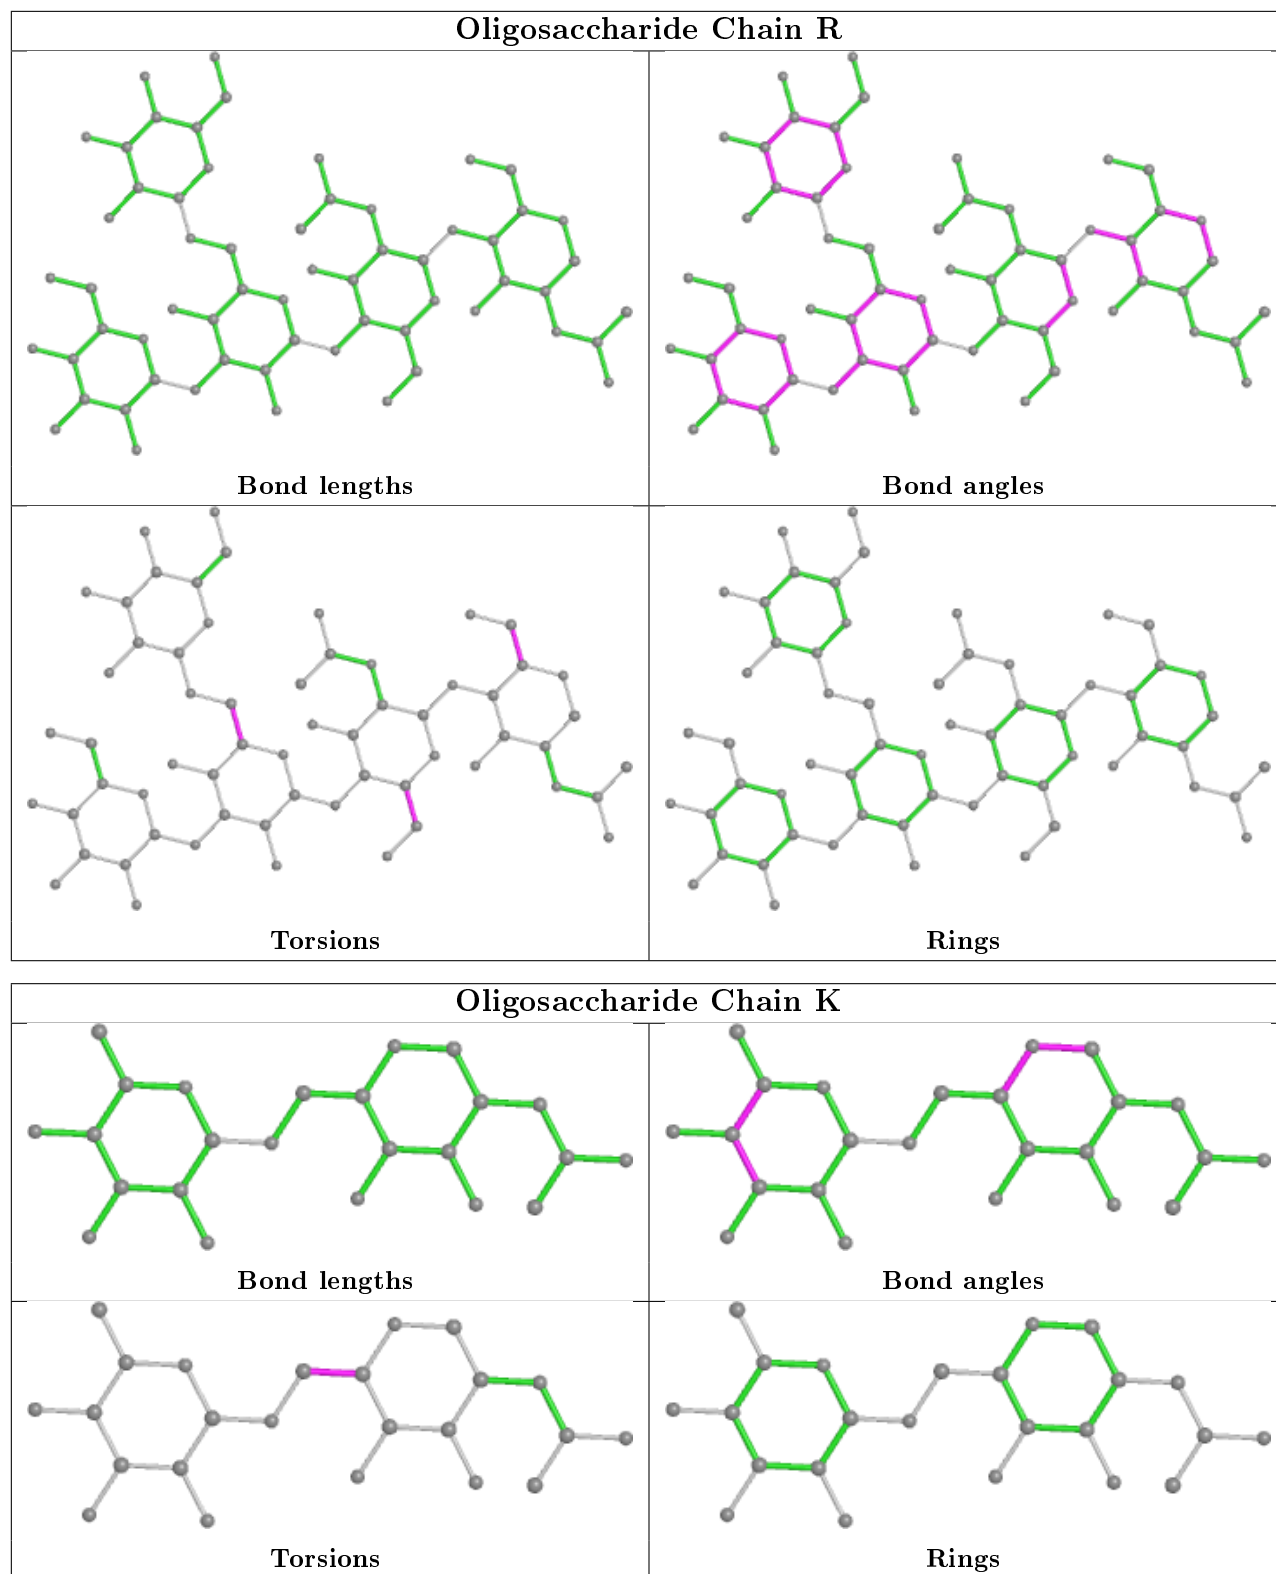 Oligosaccharide Chain R
Bond lengths
Bond angles
Torsions
Rings
Oligosaccharide Chain K
Bond lengths
Bond angles
Torsions
Rings